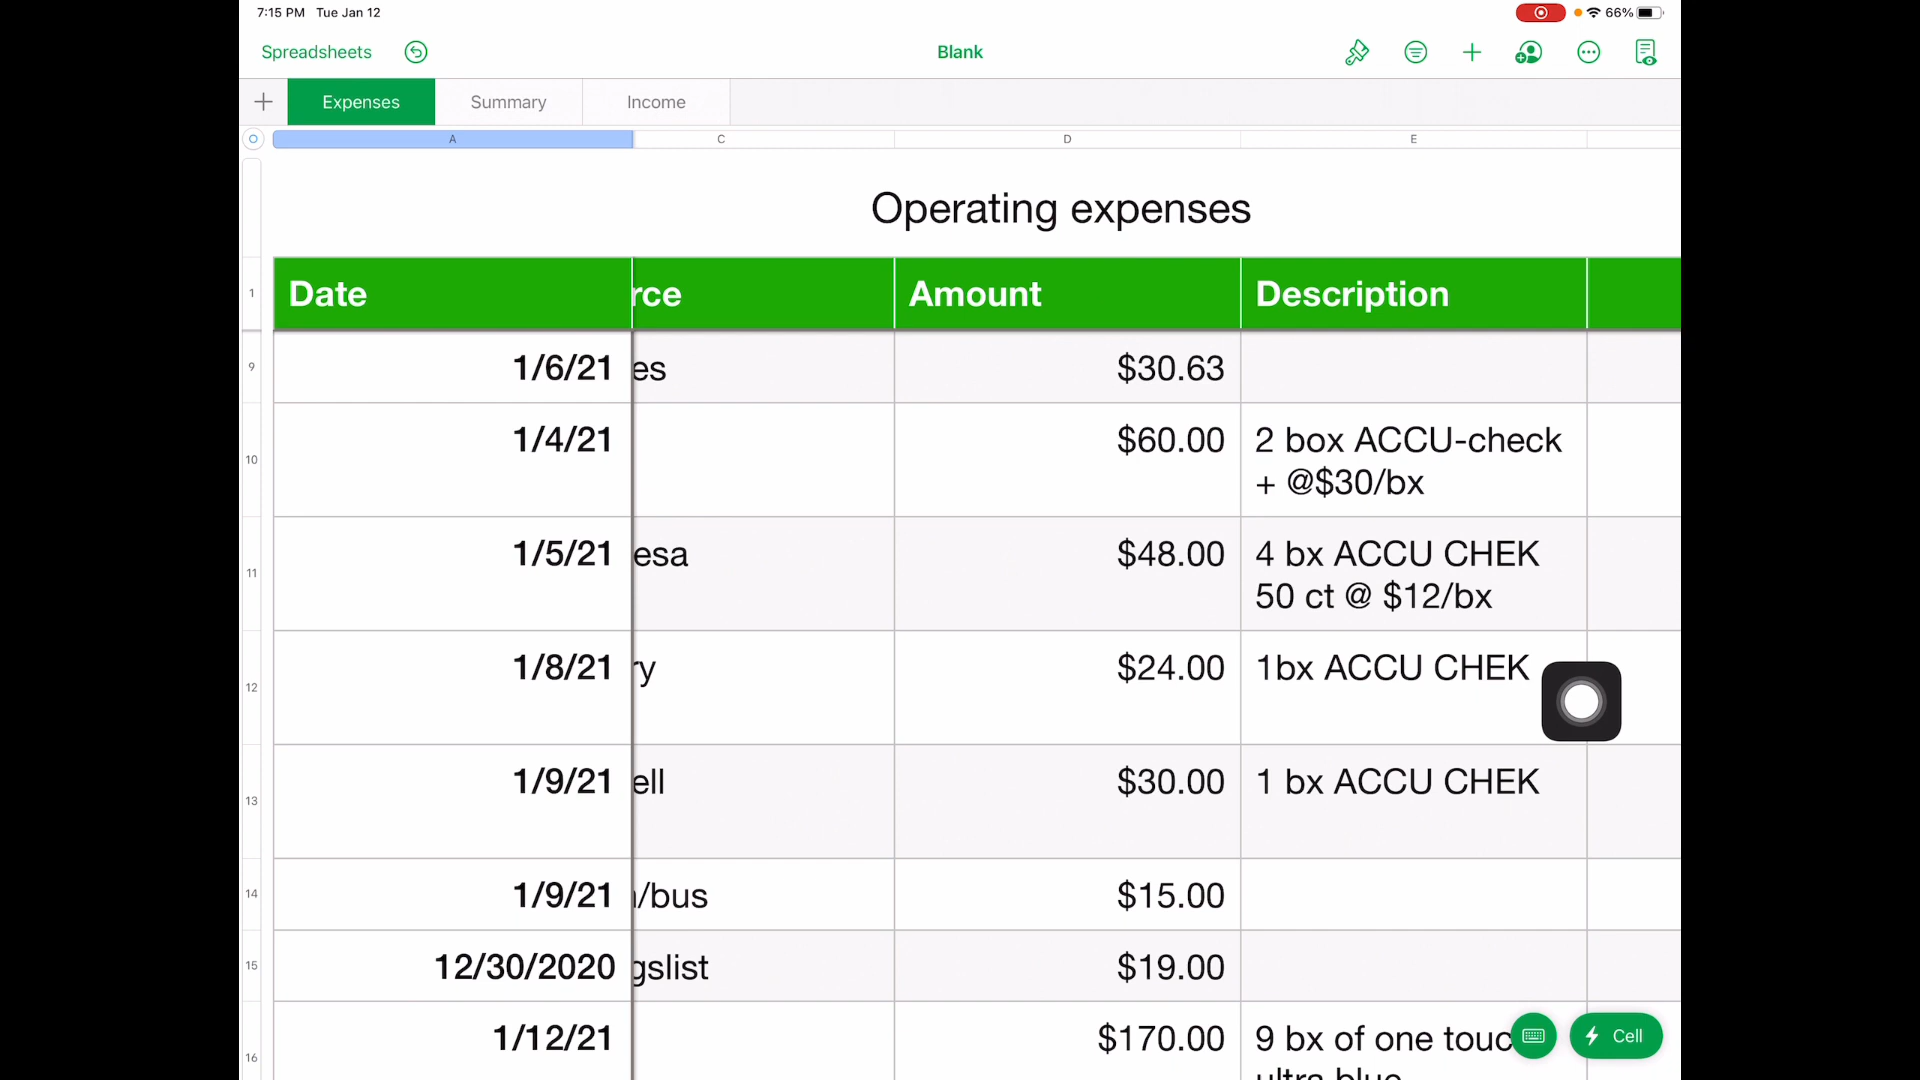 7:15 PM Tue Jan 12
66%
Spreadsheets
Blank
Expenses Summary Income
A C D E
Operating expenses
1 Date rce Amount Description
9 1/6/21 es $30.63
10 1/4/21 $60.00 2 box ACCU-check
+ @$30/bx
11 1/5/21 esa $48.00 4 bx ACCU CHEK
50 ct @ $12/bx
12 1/8/21 ry $24.00 1bx ACCU CHEK
13 1/9/21 ell $30.00 1 bx ACCU CHEK
14 1/9/21 /bus $15.00
15 12/30/2020 gslist $19.00
16 1/12/21 $170.00 9 bx of one touc
ultra blue
Cell